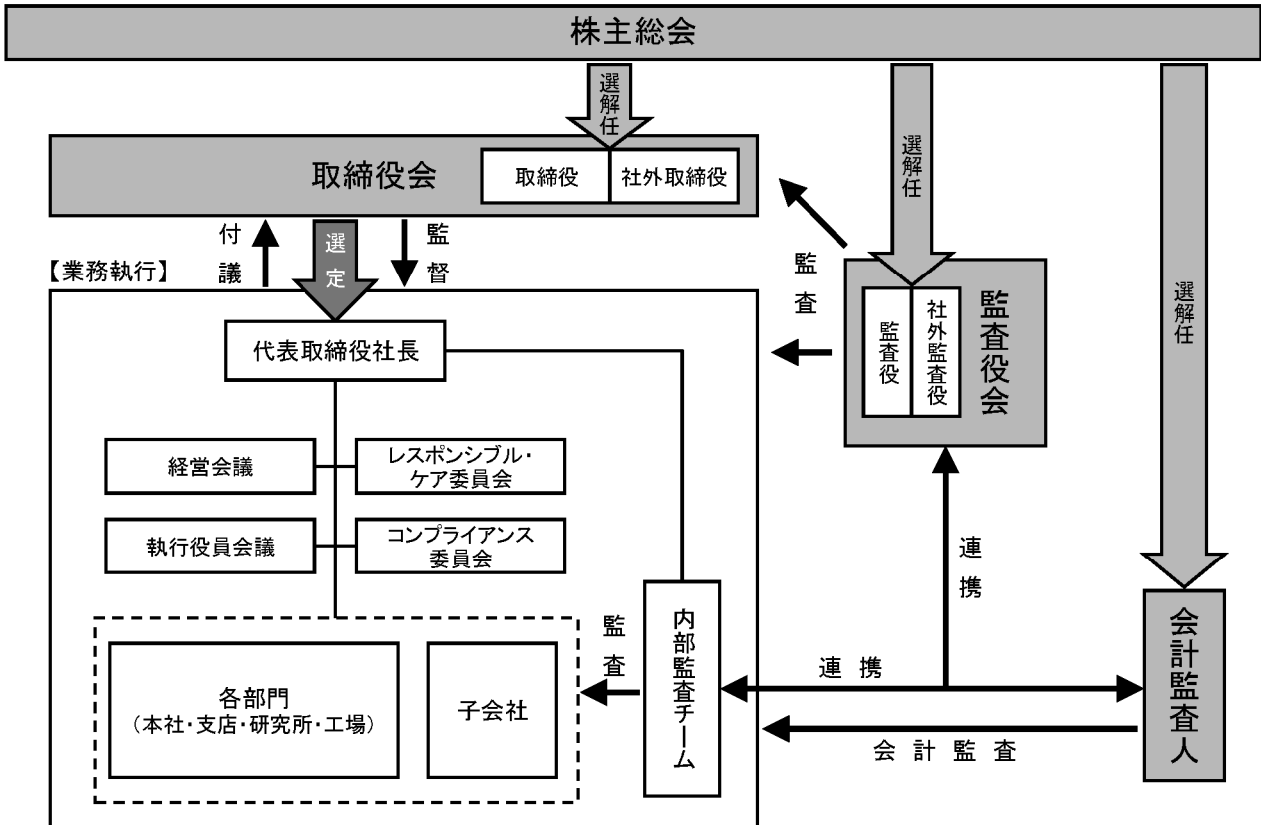 株主総会
選解任
選解任
選解任
取締役会
取締役
社外取締役
付議
選定
監督
【業務執行】
監査
代表取締役社長
監査役
社外監査役
監査役会
経営会議
レスポンシブル・
ケア委員会
執行役員会議
コンプライアンス
委員会
連携
監査
内部監査チーム
会計監査人
各部門
（本社・支店・研究所・工場）
子会社
連携
会計監査